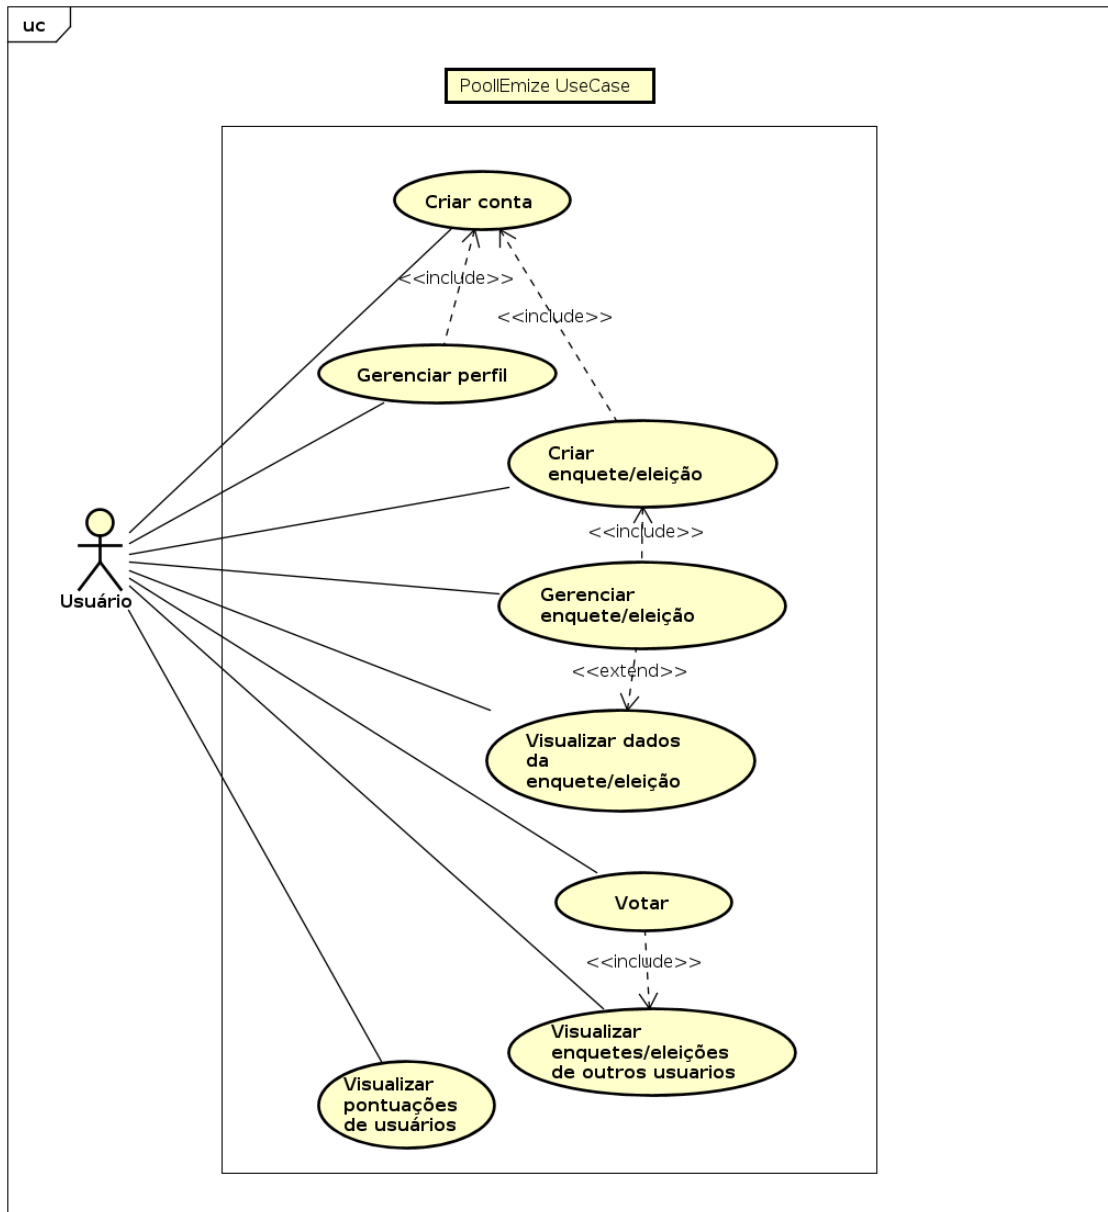 uc
PoollEmize UseCase
Criar conta
<<include>>
<<include>>
Gerenciar perfil
Criar
enquete/eleição
<<include>>
Usuário
Gerenciar
enquete/eleição
<<extend>>
Visualizar dados
da
enquete/eleição
Votar
<<include>>
Visualizar
enquetes/eleições
de outros usuarios
Visualizar
pontuações
de usuários